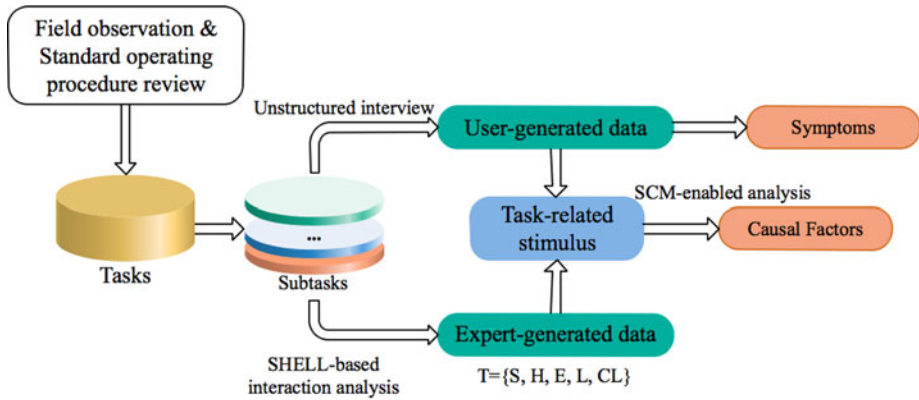 Field observation &
Standard operating
procedure review
Unstructured interview
User-generated data
Symptoms
SCM-enabled analysis
Task-related
stimulus
Causal Factors
...
Tasks
Subtasks
Expert-generated data
SHELL-based
interaction analysis
T={S, H, E, L, CL}